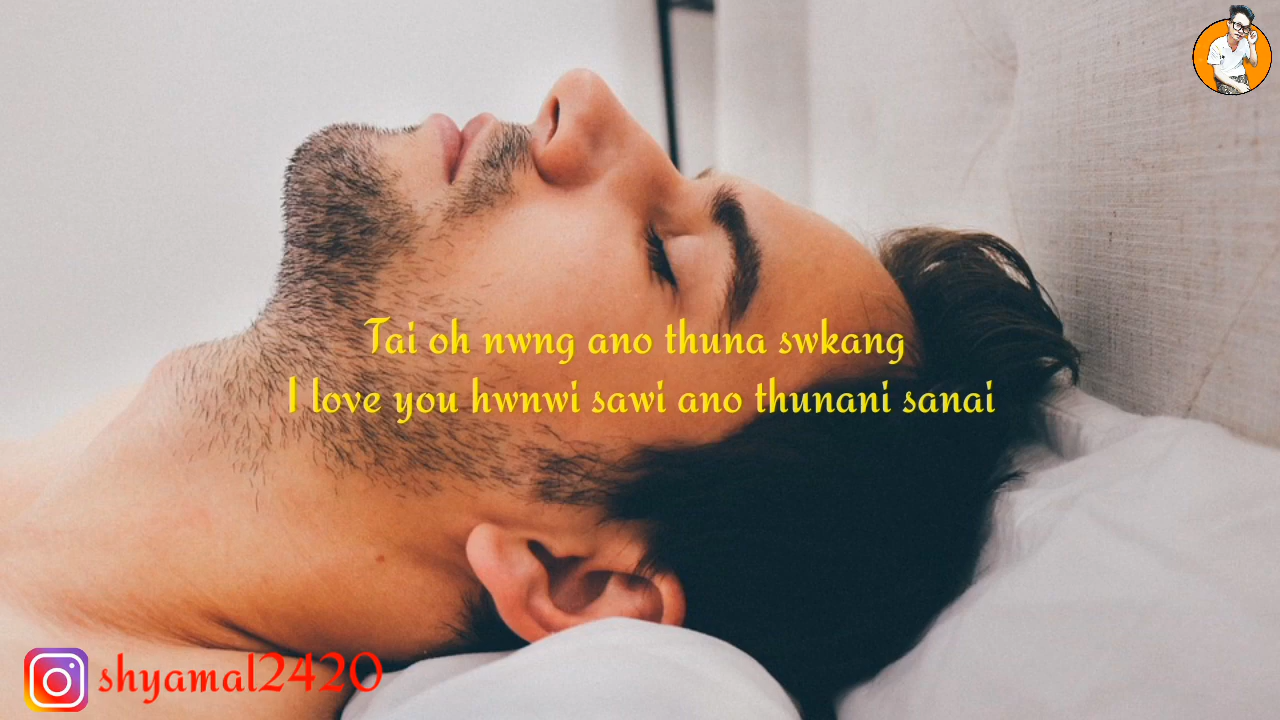 Tai oh nwng ano thuna swkang
I love you hwnwi sawi ano thunani sanai
shyamal2420